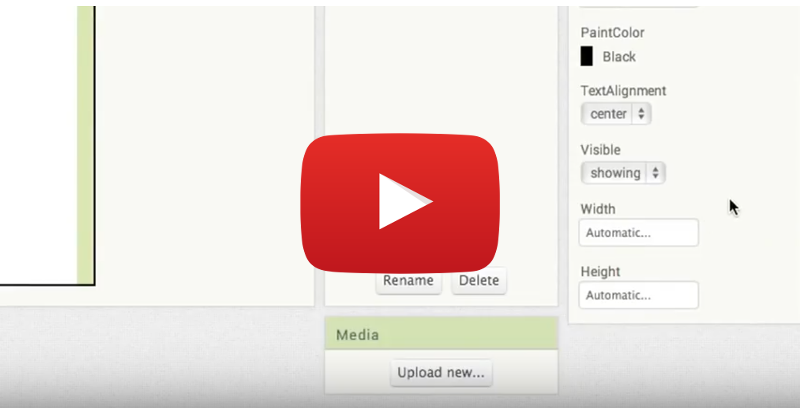 PaintColor
Black
TextAlignment
center
Visible
showing
Width
Automatic...
Height
Automatic...
Rename
Delete
Media
Upload new...